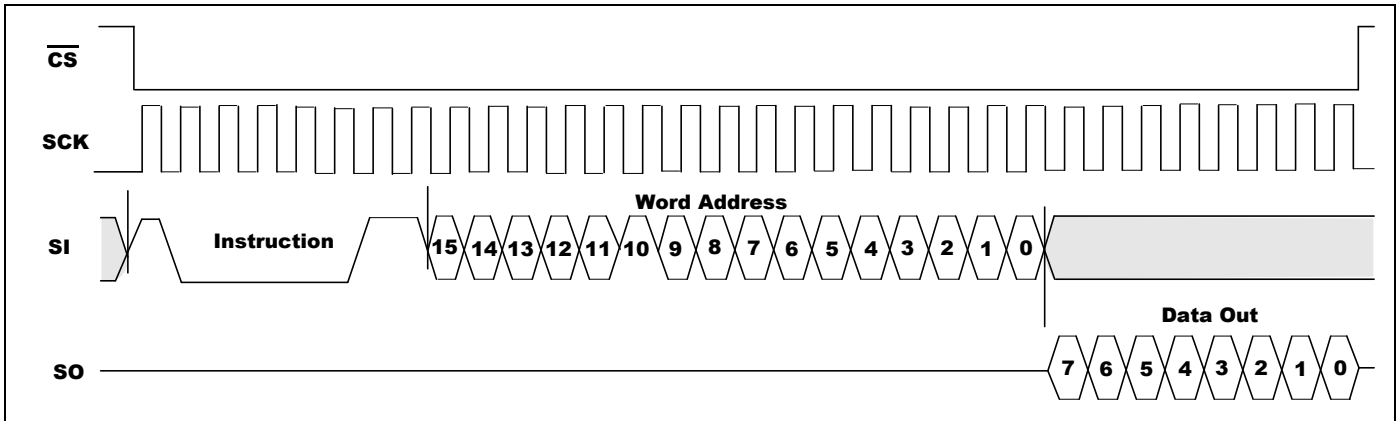 CS
SCK
Word Address
SI Instruction 15 14 13 12 11 10 9 8 7 6 5 4 3 2 1 0
Data Out
SO 7 6 5 4 3 2 1 0